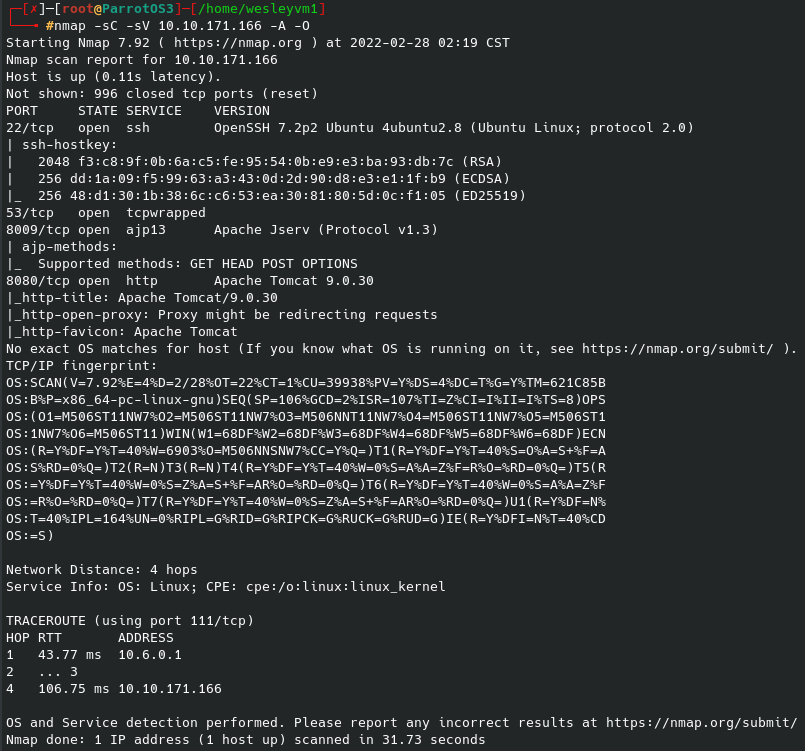 ┌─[✗]─[root@ParrotOS3]─[/home/wesleyvm1]
└──╼ #nmap -sC -sV 10.10.171.166 -A -O
Starting Nmap 7.92 ( https://nmap.org ) at 2022-02-28 02:19 CST
Nmap scan report for 10.10.171.166
Host is up (0.11s latency).
Not shown: 996 closed tcp ports (reset)
PORT     STATE SERVICE    VERSION
22/tcp   open  ssh        OpenSSH 7.2p2 Ubuntu 4ubuntu2.8 (Ubuntu Linux; protocol 2.0)
| ssh-hostkey:
|   2048 f3:c8:9f:0b:6a:c5:fe:95:54:0b:e9:e3:ba:93:db:7c (RSA)
|   256 dd:1a:09:f5:99:63:a3:43:0d:2d:90:d8:e3:e1:1f:b9 (ECDSA)
|_  256 48:d1:30:1b:38:6c:c6:53:ea:30:81:80:5d:0c:f1:05 (ED25519)
53/tcp   open  tcpwrapped
8009/tcp open  ajp13      Apache Jserv (Protocol v1.3)
| ajp-methods:
|_  Supported methods: GET HEAD POST OPTIONS
8080/tcp open  http       Apache Tomcat 9.0.30
|_http-title: Apache Tomcat/9.0.30
|_http-open-proxy: Proxy might be redirecting requests
|_http-favicon: Apache Tomcat
No exact OS matches for host (If you know what OS is running on it, see https://nmap.org/submit/ ).
TCP/IP fingerprint:
OS:SCAN(V=7.92%E=4%D=2/28%OT=22%CT=1%CU=39938%PV=Y%DS=4%DC=T%G=Y%TM=621C85B
OS:B%P=x86_64-pc-linux-gnu)SEQ(SP=106%GCD=2%ISR=107%TI=Z%CI=I%II=I%TS=8)OPS
OS:(O1=M506ST11NW7%O2=M506ST11NW7%O3=M506NNT11NW7%O4=M506ST11NW7%O5=M506ST1
OS:1NW7%O6=M506ST11)WIN(W1=68DF%W2=68DF%W3=68DF%W4=68DF%W5=68DF%W6=68DF)ECN
OS:(R=Y%DF=Y%T=40%W=6903%O=M506NNSNW7%CC=Y%Q=)T1(R=Y%DF=Y%T=40%S=O%A=S+%F=A
OS:S%RD=0%Q=)T2(R=N)T3(R=N)T4(R=Y%DF=Y%T=40%W=0%S=A%A=Z%F=R%O=%RD=0%Q=)T5(R
OS:=Y%DF=Y%T=40%W=0%S=Z%A=S+%F=AR%O=%RD=0%Q=)T6(R=Y%DF=Y%T=40%W=0%S=A%A=Z%F
OS:=R%O=%RD=0%Q=)T7(R=Y%DF=Y%T=40%W=0%S=Z%A=S+%F=AR%O=%RD=0%Q=)U1(R=Y%DF=N%
OS:T=40%IPL=164%UN=0%RIPL=G%RID=G%RIPCK=G%RUCK=G%RUD=G)IE(R=Y%DFI=N%T=40%CD
OS:=S)

Network Distance: 4 hops
Service Info: OS: Linux; CPE: cpe:/o:linux:linux_kernel

TRACEROUTE (using port 111/tcp)
HOP RTT       ADDRESS
1   43.77 ms  10.6.0.1
2   ... 3
4   106.75 ms 10.10.171.166

OS and Service detection performed. Please report any incorrect results at https://nmap.org/submit/
Nmap done: 1 IP address (1 host up) scanned in 31.73 seconds